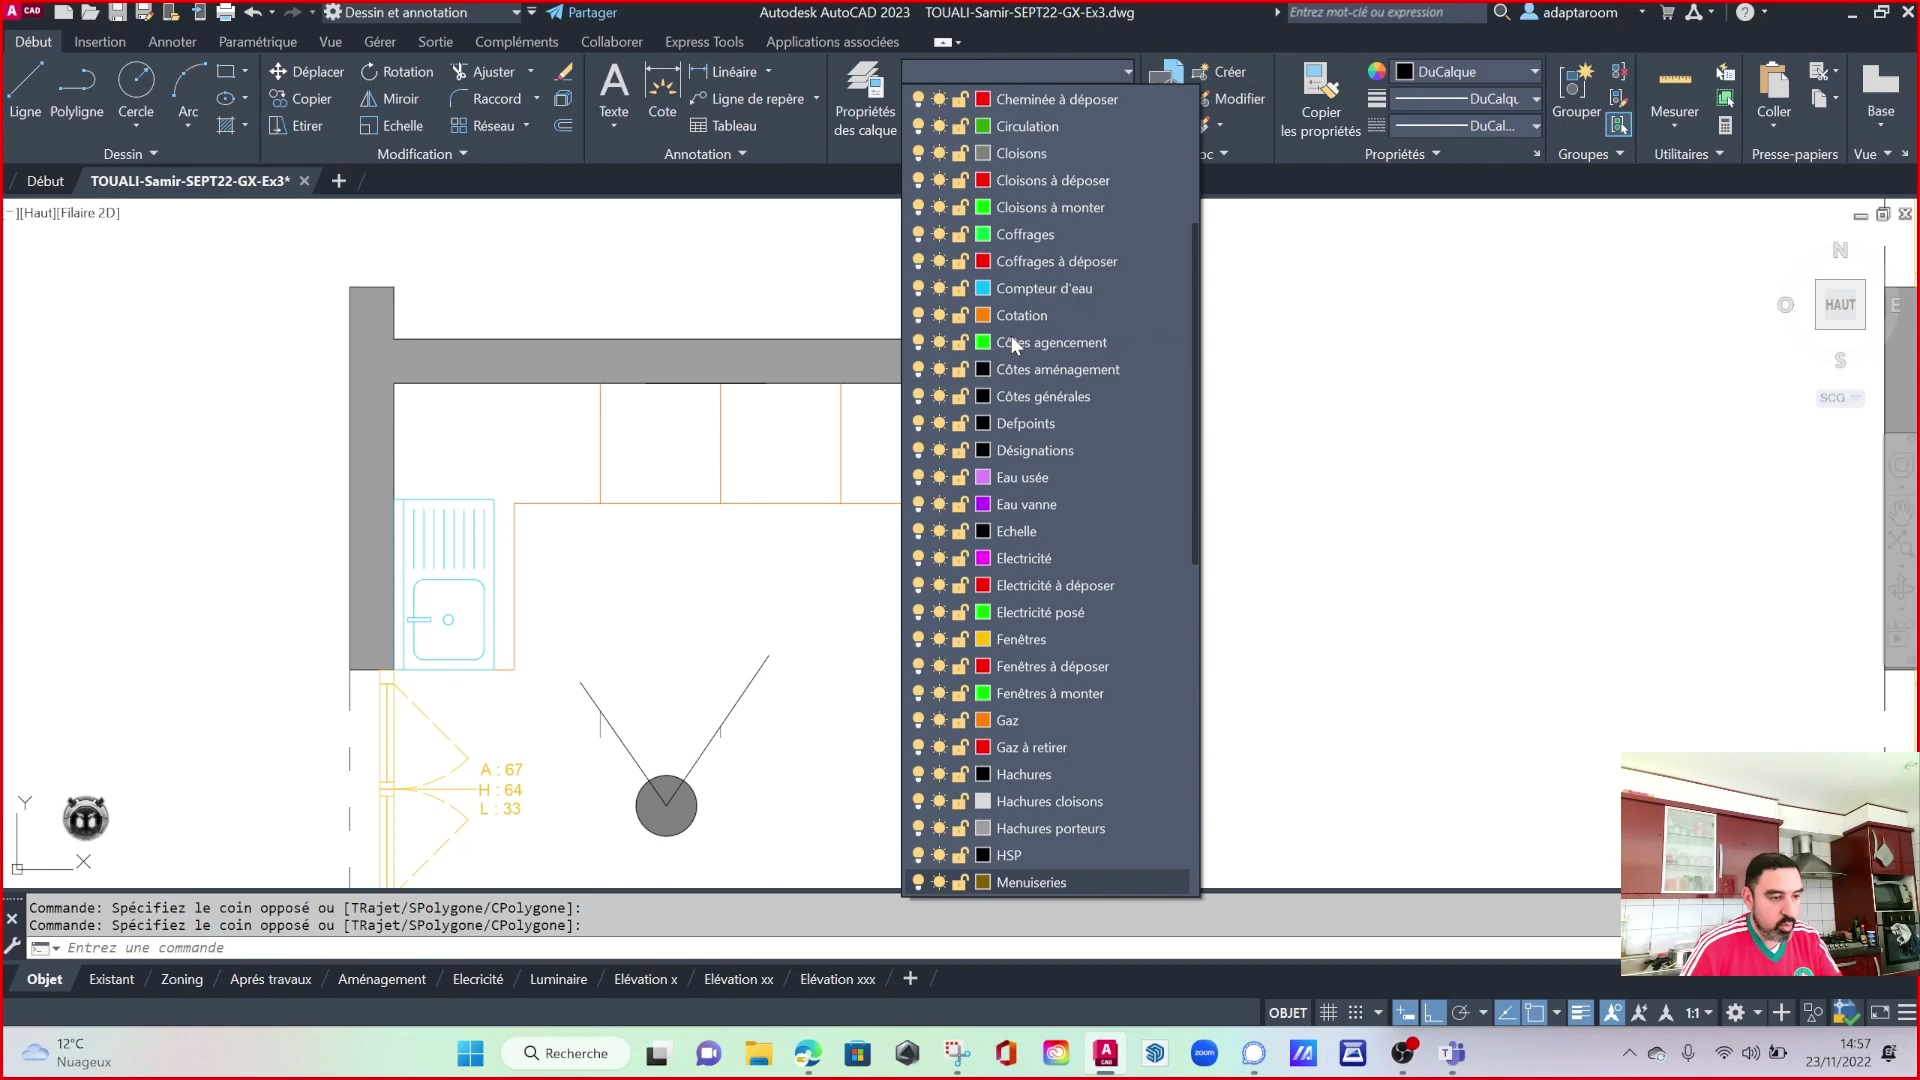 CAD
Dessin et annotation
Partager
Autodesk AutoCAD 2023
TOUALI-Samir-SEPT22-GX-Ex3.dwg
Entrez mot-clé ou expression
adaptaroom
Début
Insertion
Annoter
Paramétrique
Vue
Gérer
Sortie
Compléments
Collaborer
Express Tools
Applications associées
Ligne
Polyligne
Cercle
Arc
Déplacer
Rotation
Ajuster
Copier
Miroir
Raccord
Etirer
Echelle
Réseau
Texte
Cote
Linéaire
Ligne de repère
Tableau
Propriétés
des calque
Créer
Modifier
Copier
les propriétés
DuCalque
DuCalqu
DuCal...
Grouper
Mesurer
Coller
Base
Dessin
Modification
Annotation
oc
Propriétés
Groupes
Utilitaires
Presse-papiers
Vue
Début
TOUALI-Samir-SEPT22-GX-Ex3*
][Haut][Filaire 2D]
Cheminée à déposer
Circulation
Cloisons
Cloisons à déposer
Cloisons à monter
Coffrages
Coffrages à déposer
Compteur d'eau
Cotation
Côtes agencement
Côtes aménagement
Côtes générales
Defpoints
Désignations
Eau usée
Eau vanne
Echelle
Electricité
Electricité à déposer
Electricité posé
Fenêtres
Fenêtres à déposer
Fenêtres à monter
Gaz
Gaz à retirer
Hachures
Hachures cloisons
Hachures porteurs
HSP
Menuiseries
N
O
HAUT
E
S
SCG
A : 67
H : 64
L : 33
Y
X
Commande: Spécifiez le coin opposé ou [TRajet/SPolygone/CPolygone]:
Commande: Spécifiez le coin opposé ou [TRajet/SPolygone/CPolygone]:
Entrez une commande
Objet
Existant
Zoning
Aprés travaux
Aménagement
Elecricité
Luminaire
Elévation x
Elévation xx
Elévation xxx
OBJET
1:1
12°C
Nuageux
Recherche
zoom
CAD
14:57
23/11/2022